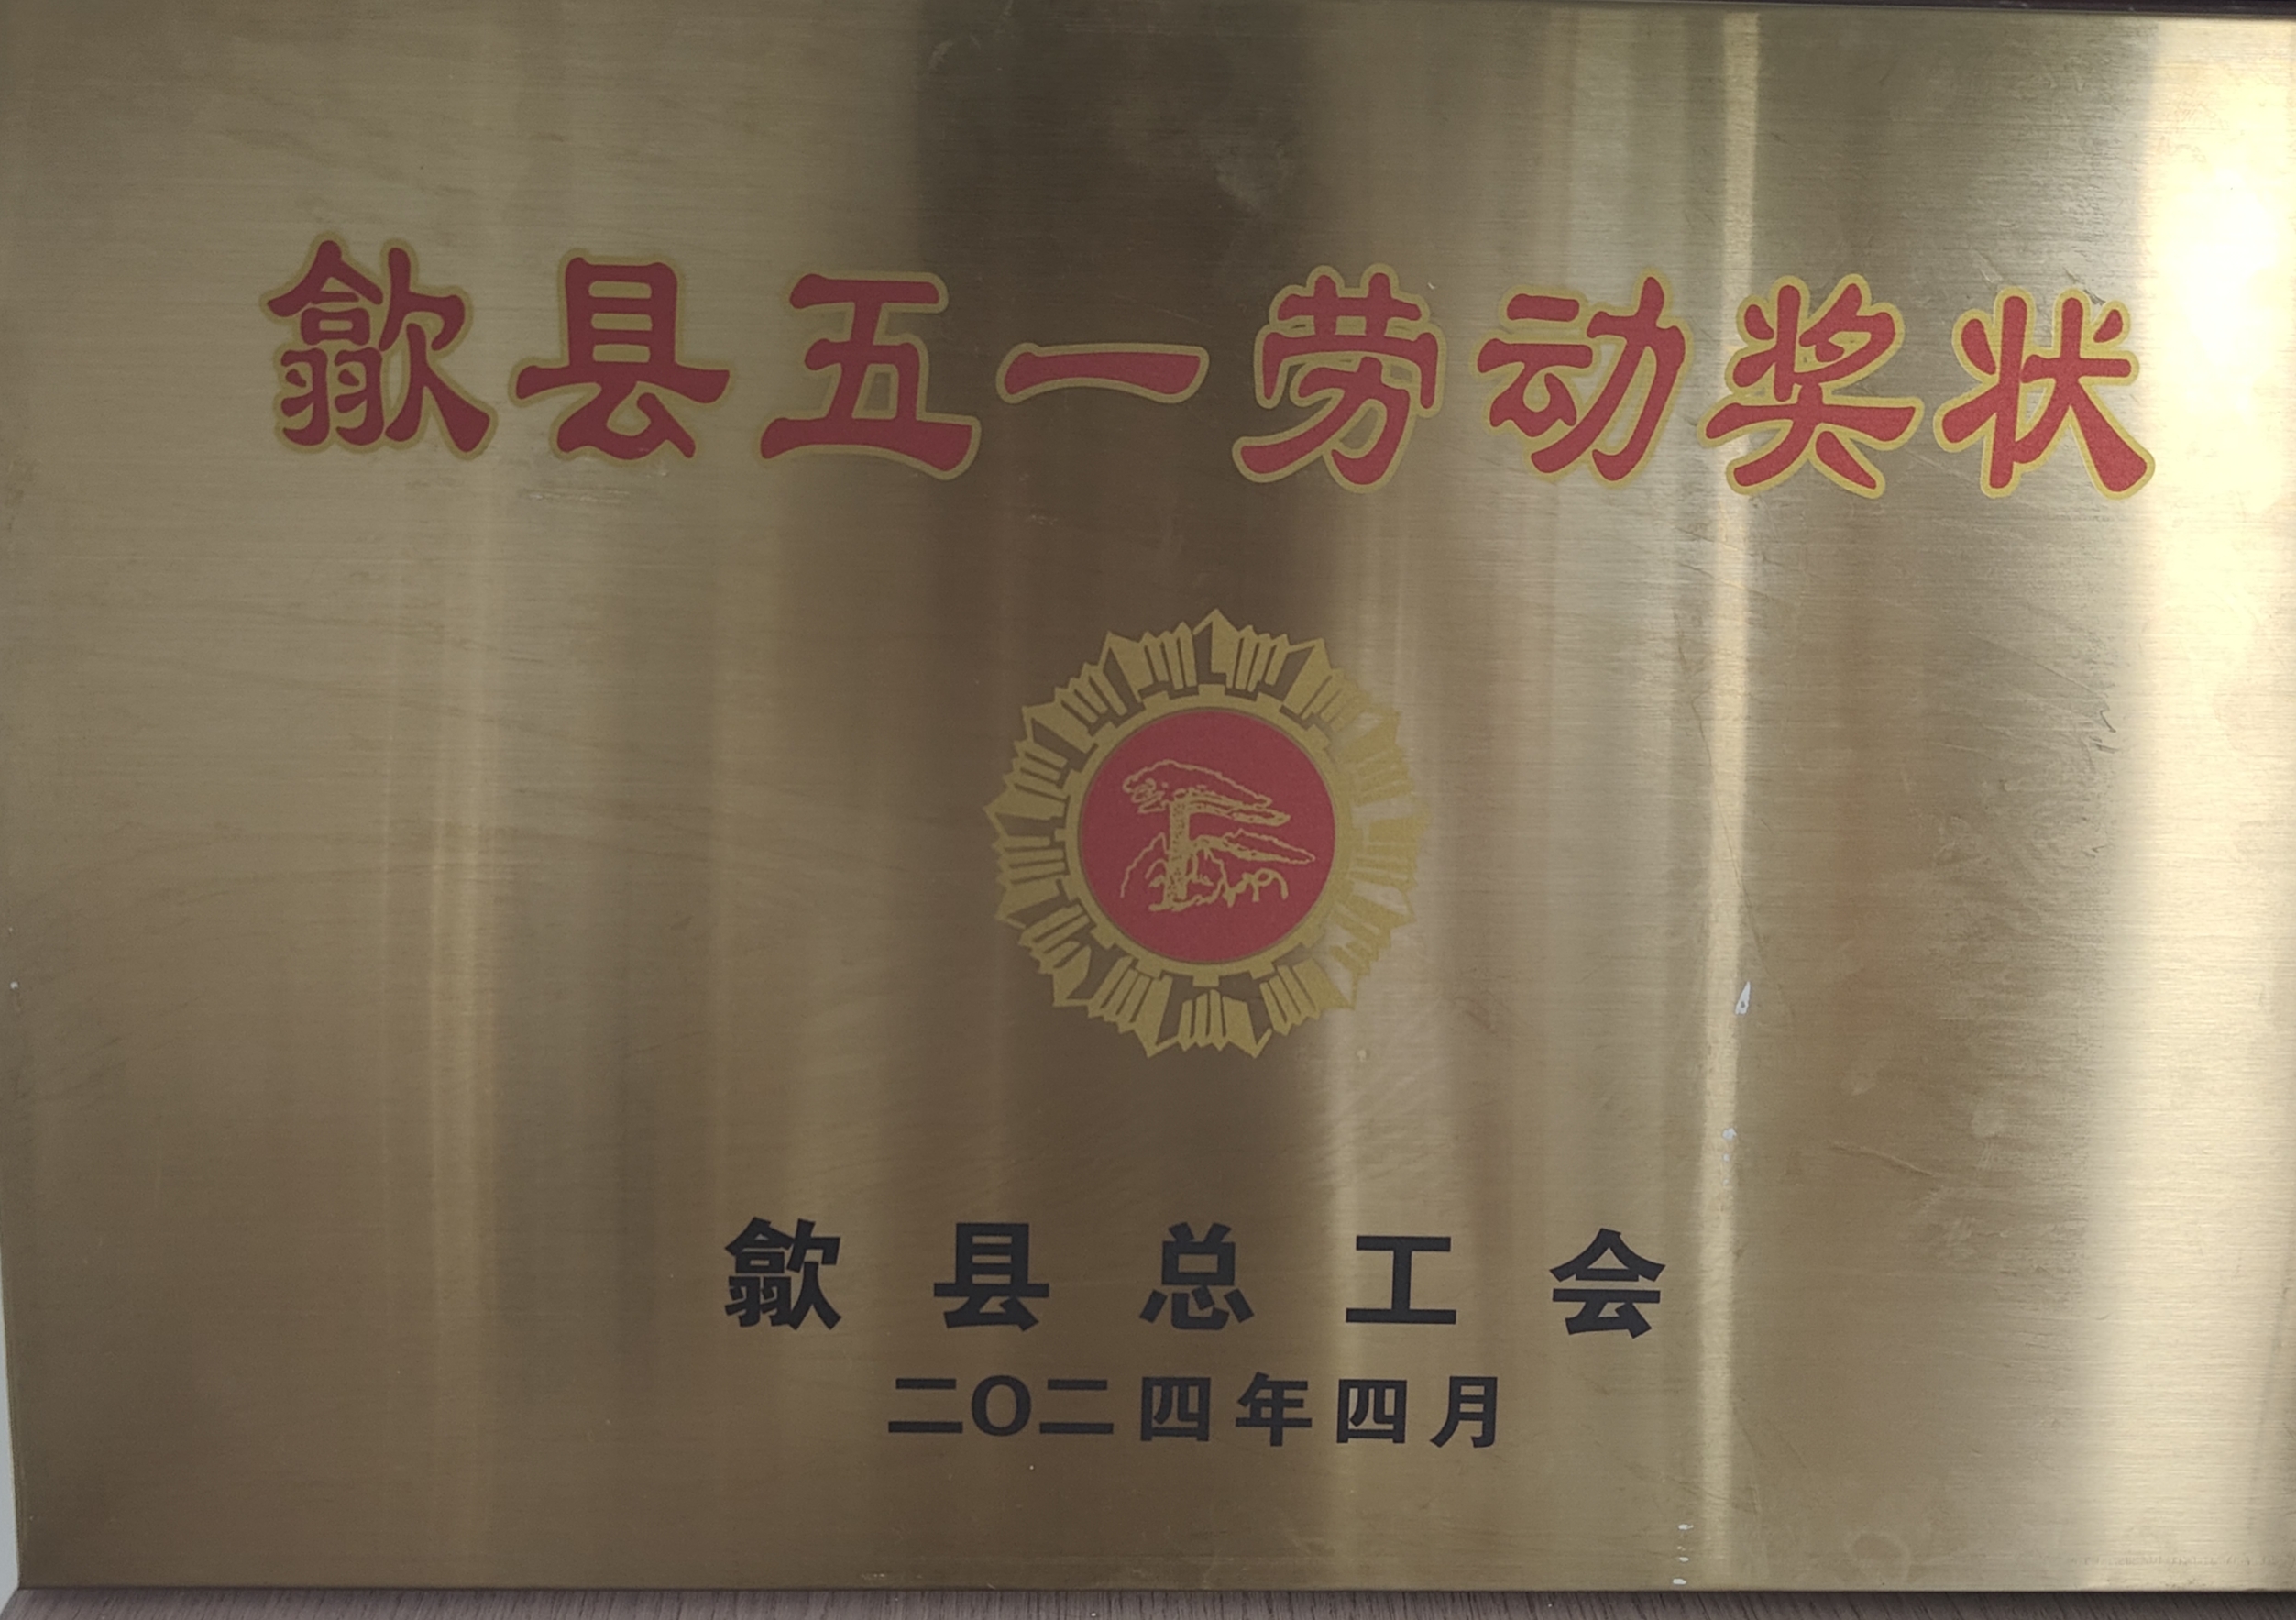 歙县五一劳动奖状
歙县总工会
二〇二四年四月